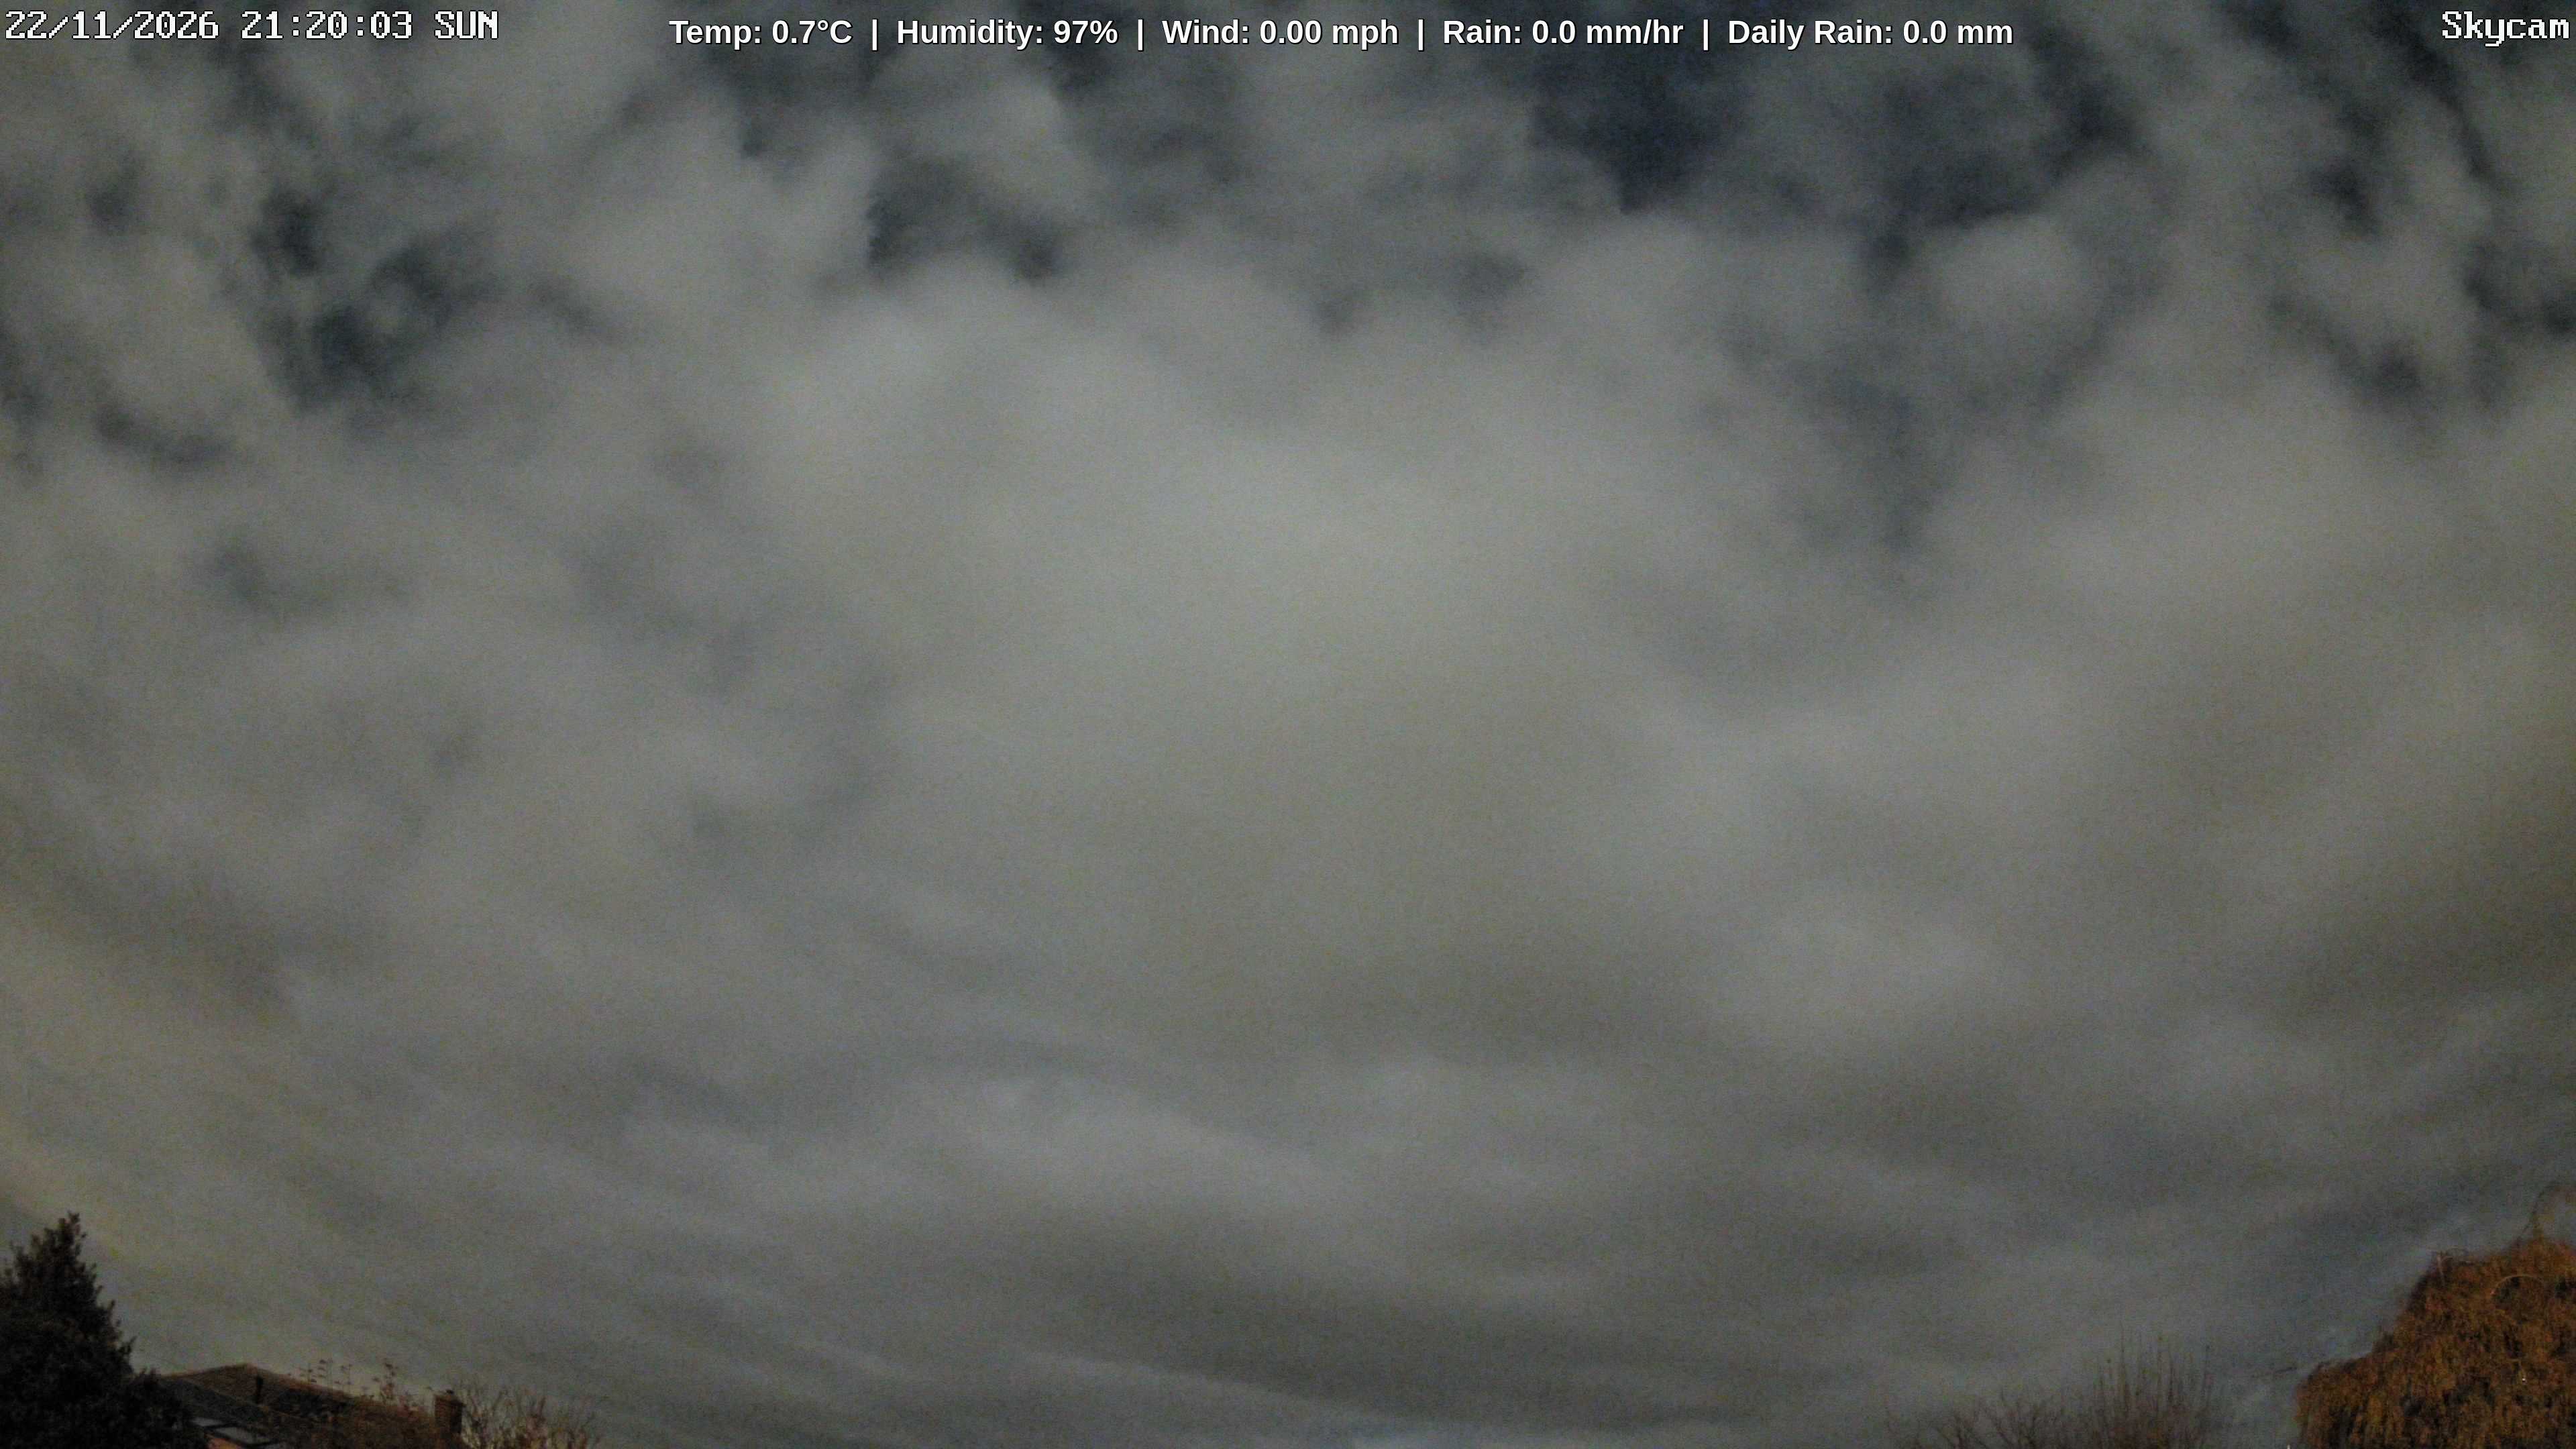 22/11/2026 21:20:03 SUN
Temp: 0.7°C | Humidity: 97% | Wind: 0.00 mph | Rain: 0.0 mm/hr | Daily Rain: 0.0 mm
Skycam